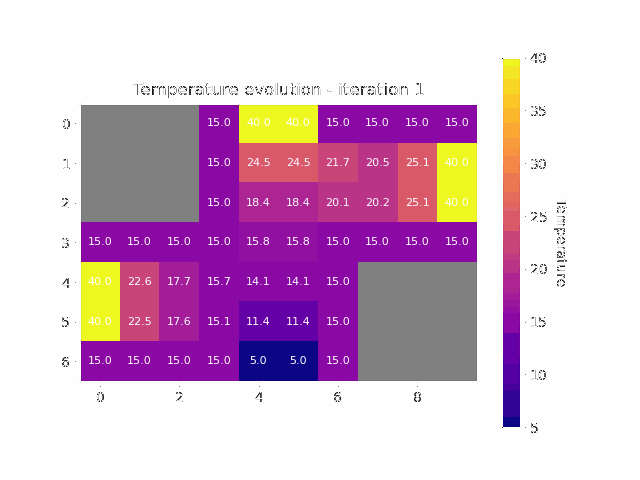 Temperature evolution - iteration 1
0 15.0 40.0 40.0 15.0 15.0 15.0 15.0
1 15.0 24.5 24.5 21.7 20.5 25.1 40.0
2 15.0 18.4 18.4 20.1 20.2 25.1 40.0
3 15.0 15.0 15.0 15.0 15.8 15.8 15.0 15.0 15.0 15.0
4 40.0 22.6 17.7 15.7 14.1 14.1 15.0
5 40.0 22.5 17.6 15.1 11.4 11.4 15.0
6 15.0 15.0 15.0 15.0 5.0 5.0 15.0
0 2 4 6 8
40
35
30
25
20
15
10
5
Temperature